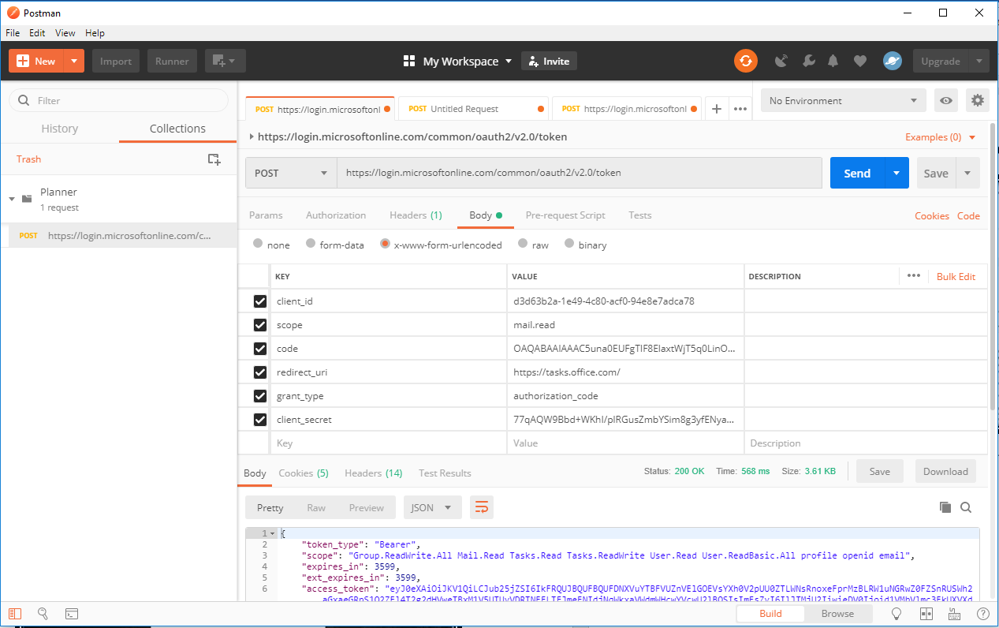 Postman
File Edit View Help
New Import Runner My Workspace Invite Upgrade
Filter
History Collections
Trash
Planner
1 request
POST https://login.microsoftonline.com/c...
POST https://login.microsoftonl POST Untitled Request POST https://login.microsoftonl + ••• No Environment
https://login.microsoftonline.com/common/oauth2/v2.0/token Examples (0)
POST https://login.microsoftonline.com/common/oauth2/v2.0/token Send Save
Params Authorization Headers (1) Body Pre-request Script Tests Cookies Code
none form-data x-www-form-urlencoded raw binary
KEY VALUE DESCRIPTION ••• Bulk Edit
client_id d3d63b2a-1e49-4c80-acf0-94e8e7adca78
scope mail.read
code OAQABAAIAAAC5una0EUFgTIF8ElaxtWjT5q0LinO...
redirect_uri https://tasks.office.com/
grant_type authorization_code
client_secret 77qAQW9Bbd+WKhI/pIRGusZmbYSim8g3yfENya...
Key Value Description
Body Cookies (5) Headers (14) Test Results Status: 200 OK Time: 568 ms Size: 3.61 KB Save Download
Pretty Raw Preview JSON
1 {
2 "token_type": "Bearer",
3 "scope": "Group.ReadWrite.All Mail.Read Tasks.Read Tasks.ReadWrite User.Read User.ReadBasic.All profile openid email",
4 "expires_in": 3599,
5 "ext_expires_in": 3599,
6 "access_token":
Build Browse